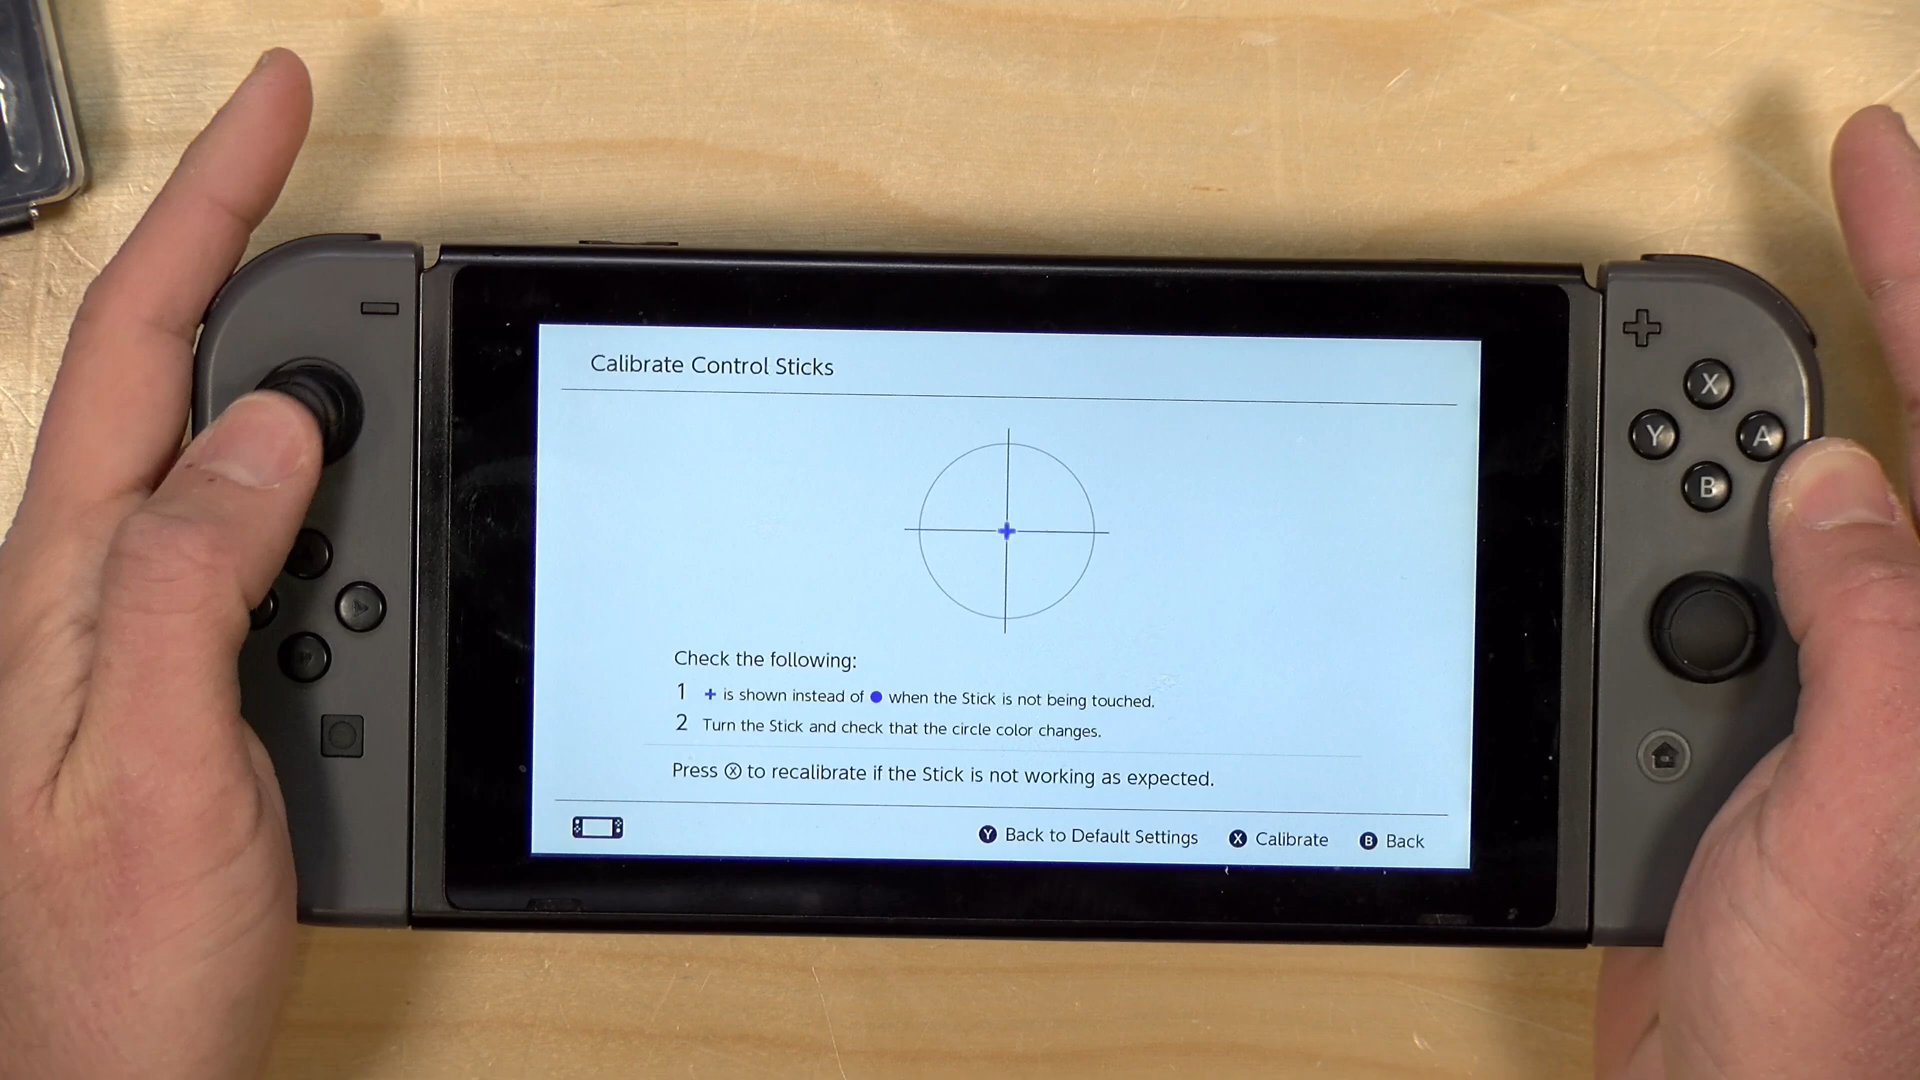 Calibrate Control Sticks
Check the following:
1 + is shown instead of ● when the Stick is not being touched.
2 Turn the Stick and check that the circle color changes.
Press Ⓧ to recalibrate if the Stick is not working as expected.
Y Back to Default Settings X Calibrate B Back
X
Y A
B